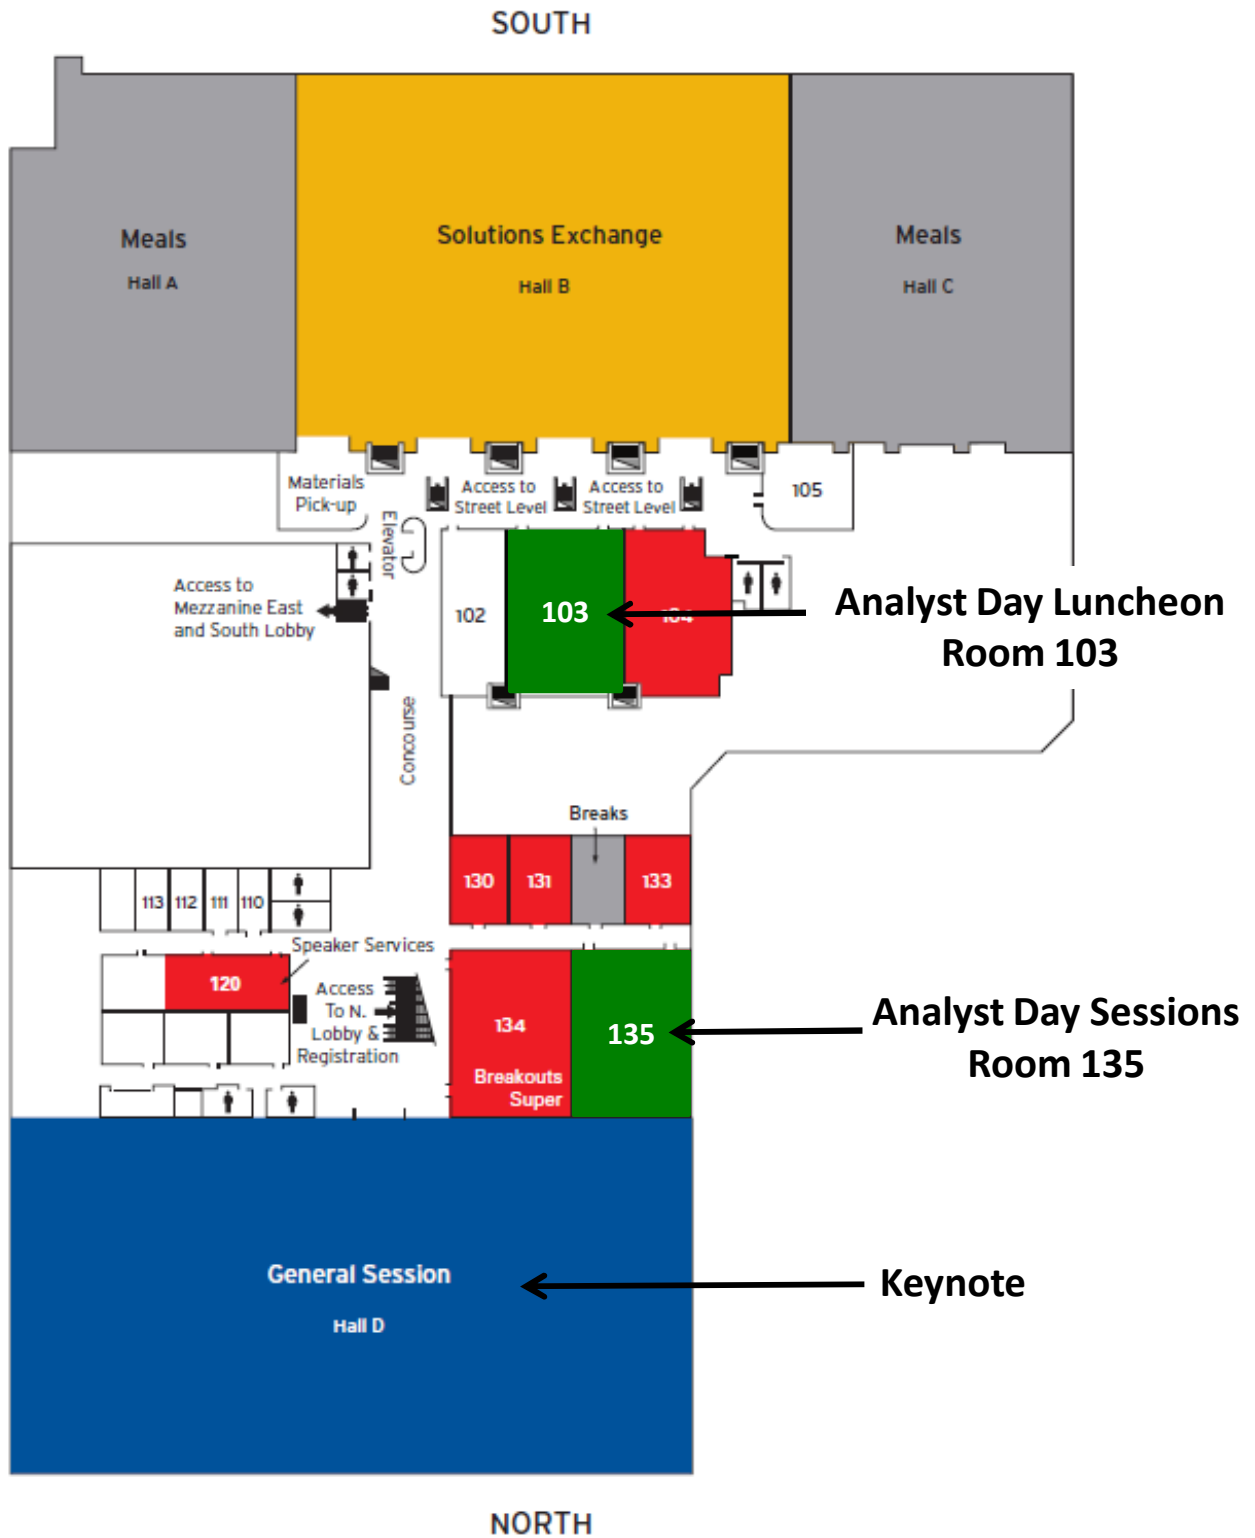 SOUTH
Meals
Hall A
Solutions Exchange
Hall B
Meals
Hall C
Materials
Pick-up
Access to
Street Level
Access to
Street Level
105
Elevator
Access to
Mezzanine East
and South Lobby
102
103
104
Analyst Day Luncheon
Room 103
Concourse
Breaks
130
131
133
113
112
111
110
Speaker Services
120
Access
To N.
Lobby &
Registration
134
Breakouts
Super
135
Analyst Day Sessions
Room 135
General Session
Hall D
Keynote
NORTH